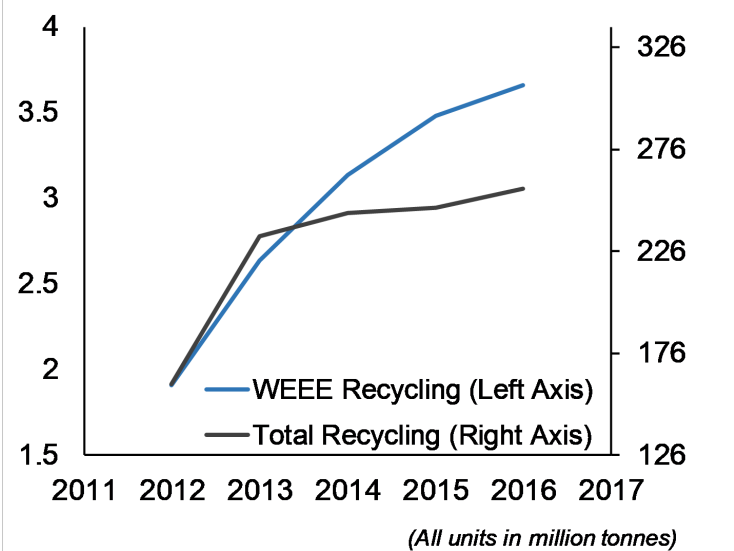 4
3.5
3
2.5
2
1.5
326
276
226
176
126
WEEE Recycling (Left Axis)
Total Recycling (Right Axis)
2011 2012 2013 2014 2015 2016 2017
(All units in million tonnes)